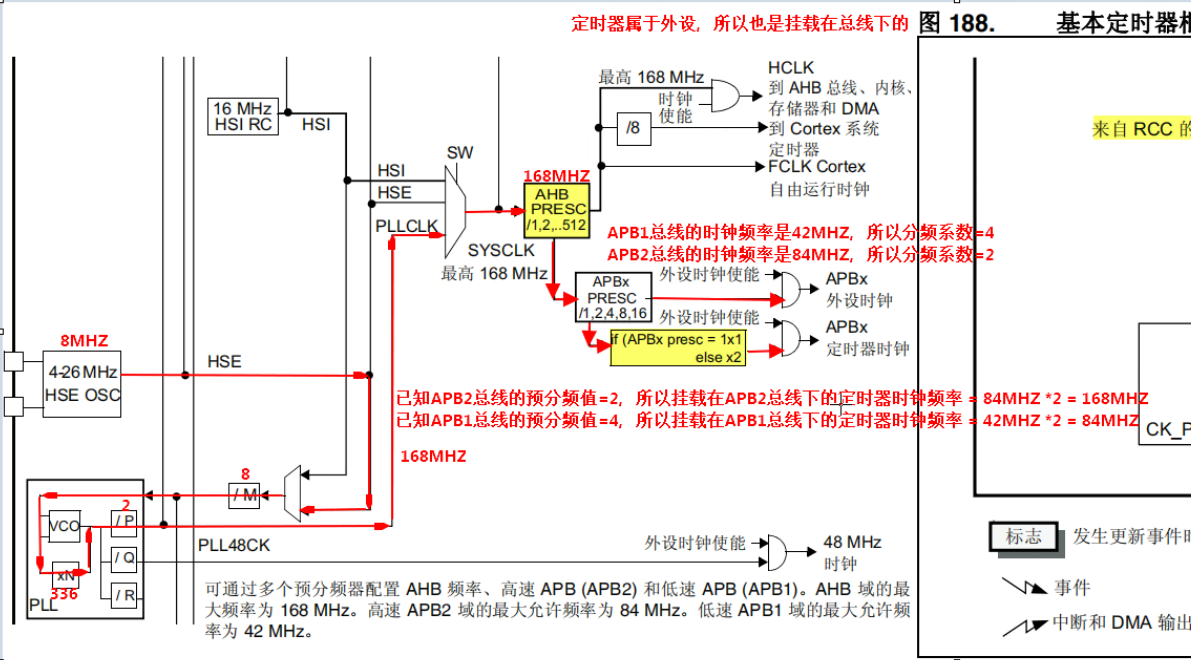 定时器属于外设，所以也是挂载在总线下的
图 188.
基本定时器
最高 168 MHz
HCLK
到 AHB 总线、内核、
存储器和 DMA
时钟
使能
16 MHz
HSI RC
HSI
/8
到 Cortex 系统
定时器
来自 RCC 的
SW
FCLK Cortex
自由运行时钟
HSI
HSE
168MHZ
AHB
PRESC
/1,2,..512
PLLCLK
SYSCLK
最高 168 MHz
APB1总线的时钟频率是42MHZ，所以分频系数=4
APB2总线的时钟频率是84MHZ，所以分频系数=2
外设时钟使能
APBx
外设时钟
APBx
PRESC
/1,2,4,8,16
外设时钟使能
APBx
定时器时钟
if (APBx presc = 1x1
else x2
8MHZ
4-26 MHz
HSE OSC
HSE
已知APB2总线的预分频值=2，所以挂载在APB2总线下的定时器时钟频率 = 84MHZ *2 = 168MHZ
已知APB1总线的预分频值=4，所以挂载在APB1总线下的定时器时钟频率 = 42MHZ *2 = 84MHZ
CK_P
168MHZ
8
/ M
2
VCO
/ P
PLL48CK
/ Q
xN
336
/ R
PLL
外设时钟使能
48 MHz
时钟
标志
发生更新事件时
可通过多个预分频器配置 AHB 频率、高速 APB (APB2) 和低速 APB (APB1)。AHB 域的最
大频率为 168 MHz。高速 APB2 域的最大允许频率为 84 MHz。低速 APB1 域的最大允许频
率为 42 MHz。
事件
中断和 DMA 输出